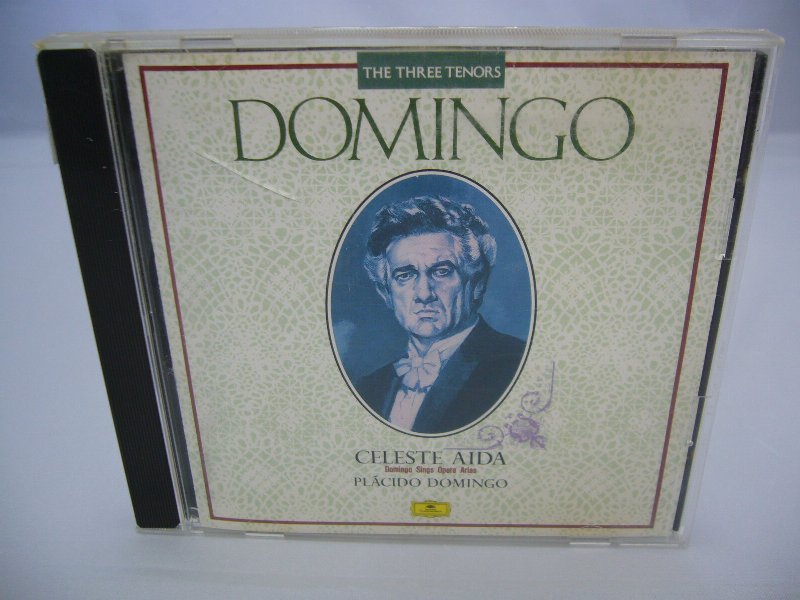 THE THREE TENORS
DOMINGO
CELESTE AIDA
Domingo Sings Opera Arias
PLÁCIDO DOMINGO